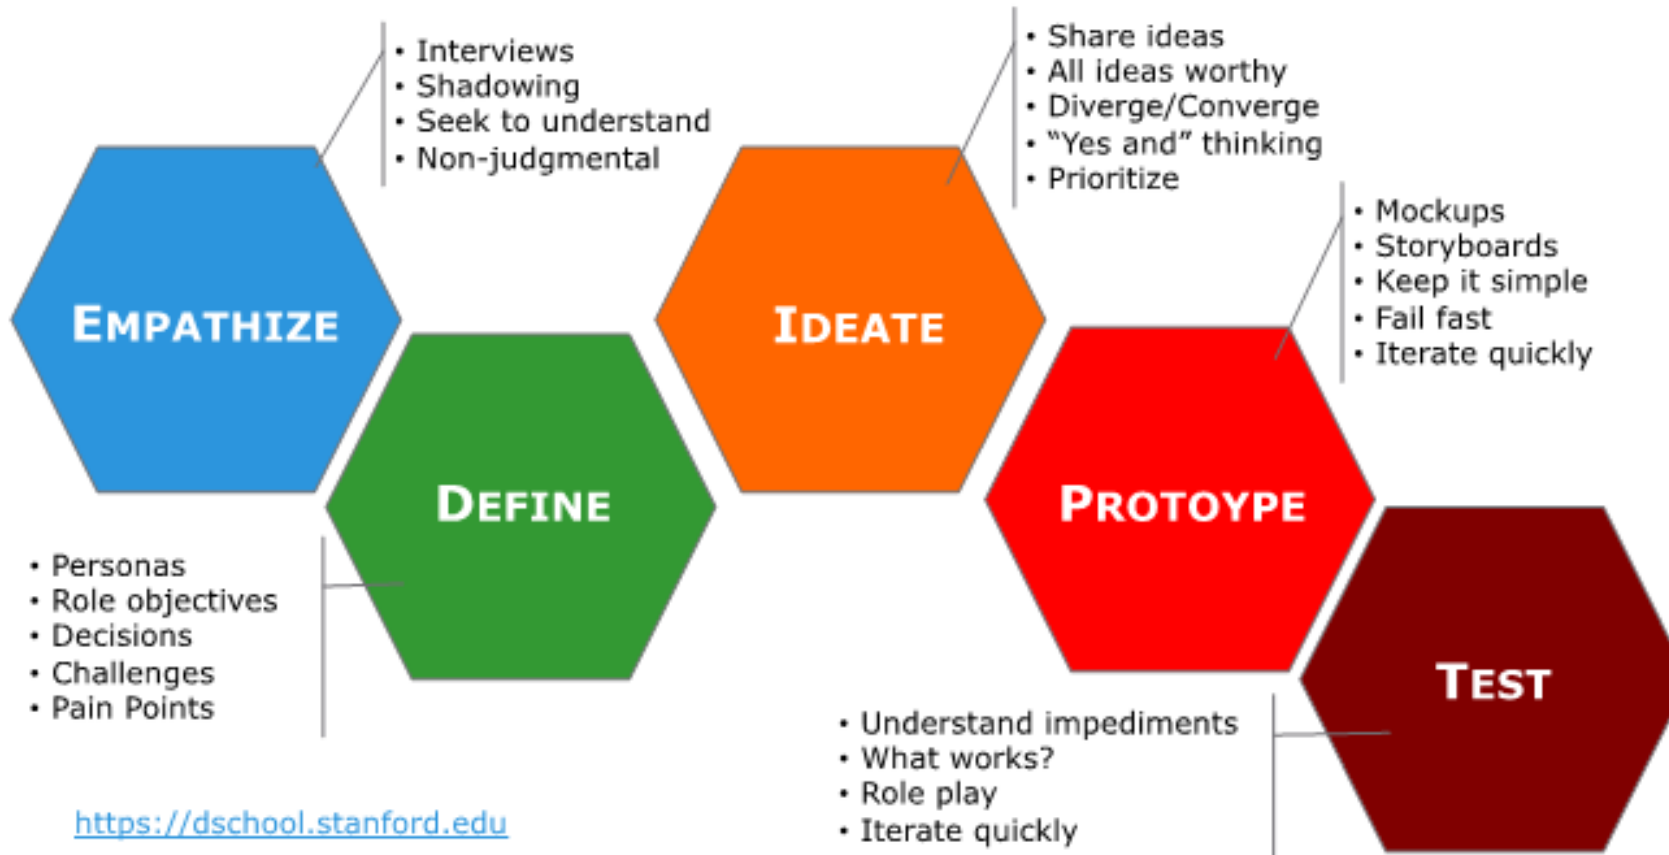 • Interviews
• Shadowing
• Seek to understand
• Non-judgmental
EMPATHIZE
• Personas
• Role objectives
• Decisions
• Challenges
• Pain Points
DEFINE
• Share ideas
• All ideas worthy
• Diverge/Converge
• “Yes and” thinking
• Prioritize
IDEATE
• Mockups
• Storyboards
• Keep it simple
• Fail fast
• Iterate quickly
PROTOYPE
• Understand impediments
• What works?
• Role play
• Iterate quickly
TEST
https://dschool.stanford.edu